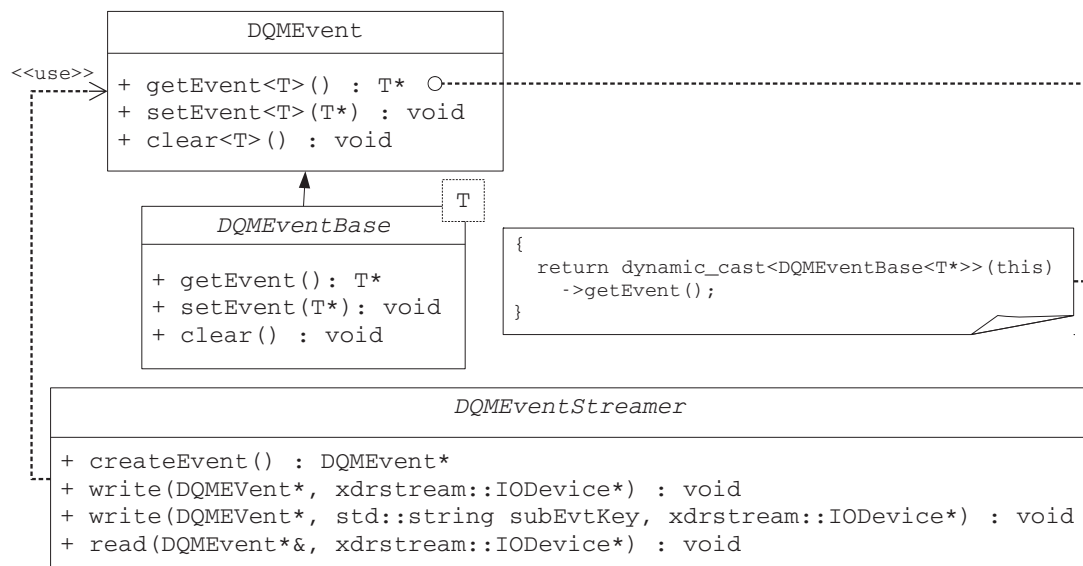 DQMEvent
<<use>>
+ getEvent<T>() : T*
+ setEvent<T>(T*) : void
+ clear<T>() : void
T
DQMEventBase
+ getEvent(): T*
+ setEvent(T*): void
+ clear() : void
{
return dynamic_cast<DQMEventBase<T*>>(this)
->getEvent();
}
DQMEventStreamer
+ createEvent() : DQMEvent*
+ write(DQMEVent*, xdrstream::IODevice*) : void
+ write(DQMEvent*, std::string subEvtKey, xdrstream::IODevice*) : void
+ read(DQMEvent*&, xdrstream::IODevice*) : void